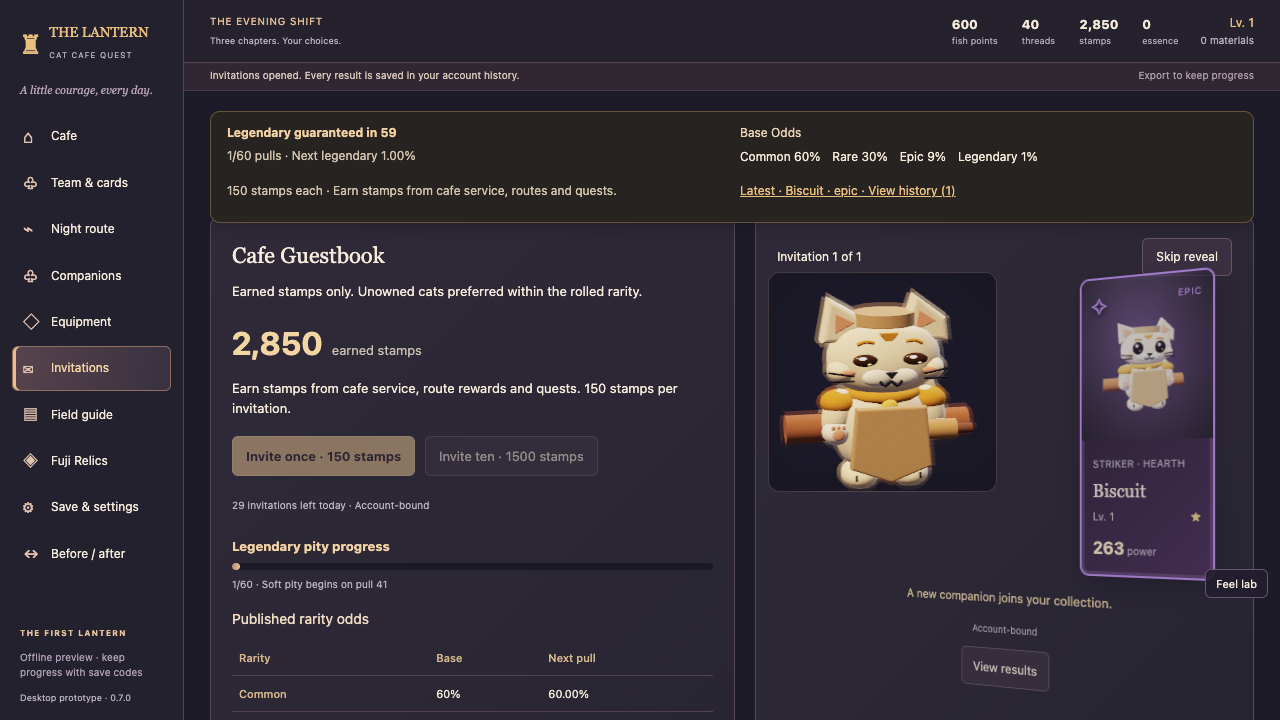 THE LANTERN
CAT CAFE QUEST
A little courage, every day.
Cafe
Team & cards
Night route
Companions
Equipment
Invitations
Field guide
Fuji Relics
Save & settings
Before / after
THE FIRST LANTERN
Offline preview · keep
progress with save codes
Desktop prototype · 0.7.0
THE EVENING SHIFT
Three chapters. Your choices.
600
fish points
40
threads
2,850
stamps
0
essence
Lv. 1
0 materials
Invitations opened. Every result is saved in your account history.
Export to keep progress
Legendary guaranteed in 59
1/60 pulls · Next legendary 1.00%
150 stamps each · Earn stamps from cafe service, routes and quests.
Base Odds
Common 60% Rare 30% Epic 9% Legendary 1%
Latest · Biscuit · epic · View history (1)
Cafe Guestbook
Earned stamps only. Unowned cats preferred within the rolled rarity.
2,850 earned stamps
Earn stamps from cafe service, route rewards and quests. 150 stamps per
invitation.
Invite once · 150 stamps
Invite ten · 1500 stamps
29 invitations left today · Account-bound
Legendary pity progress
1/60 · Soft pity begins on pull 41
Published rarity odds
Rarity Base Next pull
Common 60% 60.00%
Invitation 1 of 1
Skip reveal
EPIC
STRIKER · HEARTH
Biscuit
Lv. 1
263 power
Feel lab
A new companion joins your collection.
Account-bound
View results